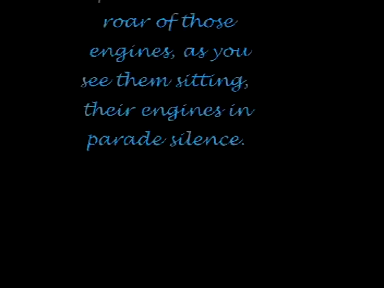 roar of those
engines, as you
see them sitting,
their engines in
parade silence.